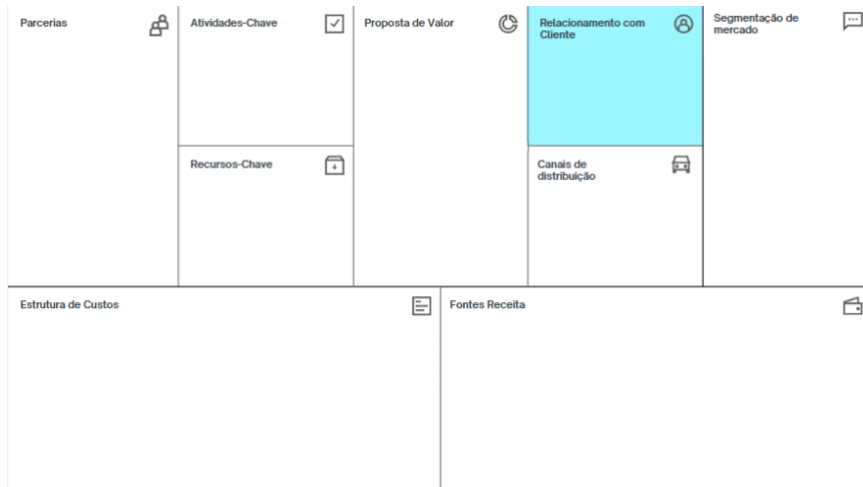 Parcerias
Atividades-Chave
Proposta de Valor
Relacionamento com
Cliente
Segmentação de
mercado
Recursos-Chave
Canais de
distribuição
Estrutura de Custos
Fontes Receita